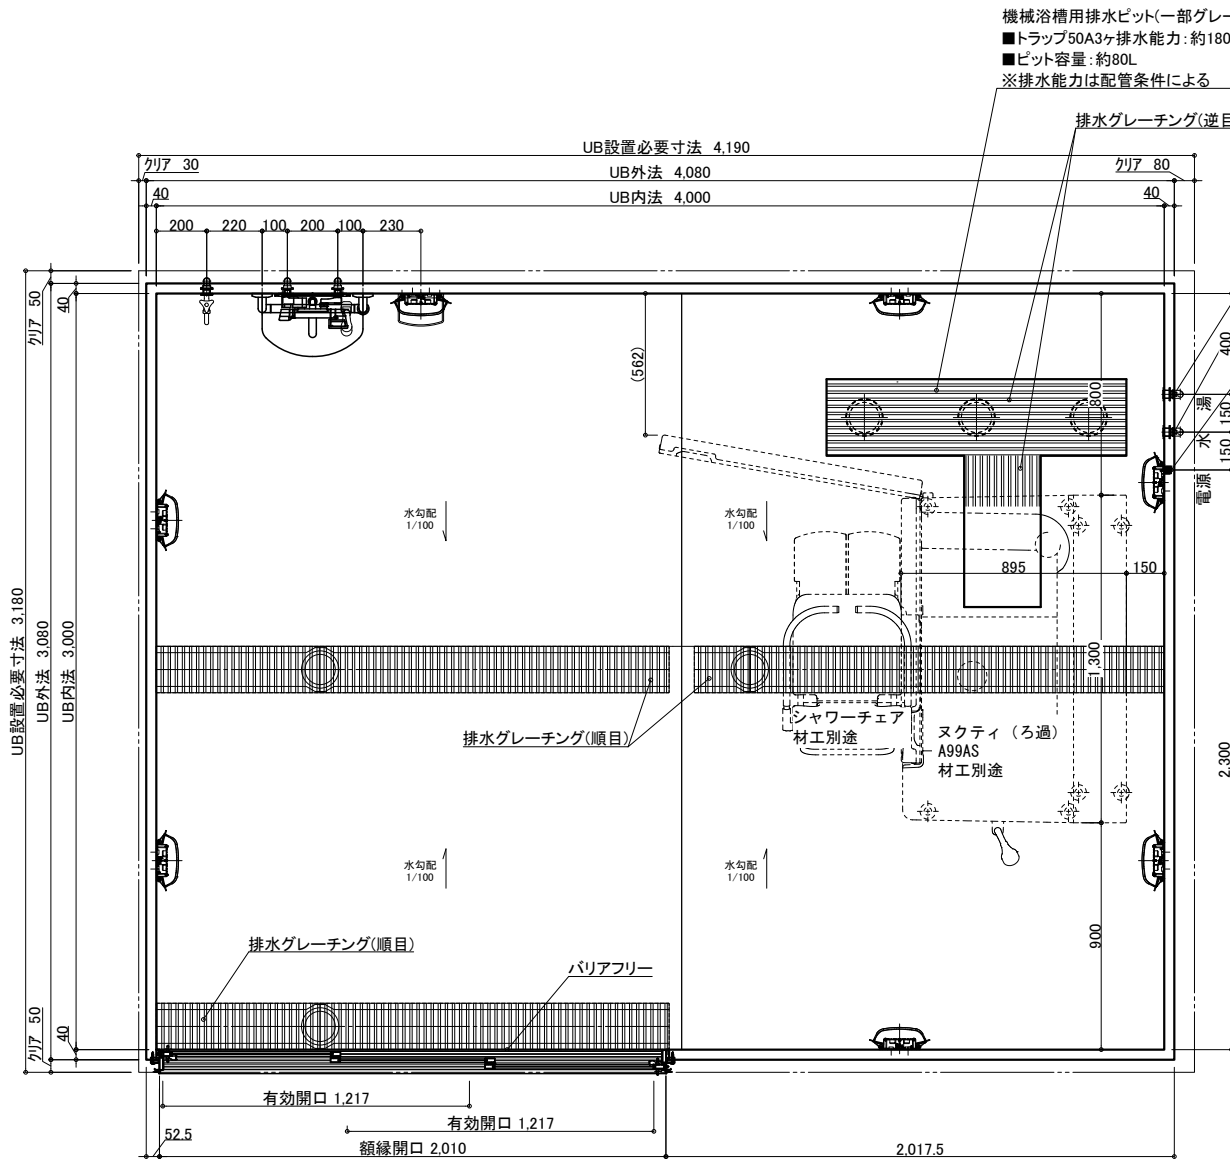 機械浴槽用排水ピット(一部グレー
■トラップ50A3ヶ排水能力：約180
■ピット容量：約80L
※排水能力は配管条件による
排水グレーチング(逆目
UB設置必要寸法 4,190
クリア 30
UB外法 4,080
クリア 80
40
UB内法 4,000
40
200
220
100
200
100
230
クリア 50
40
(562)
800
400
湯
150
水
150
電源
水勾配
1/100
水勾配
1/100
895
150
UB設置必要寸法 3,180
UB外法 3,080
UB内法 3,000
1,300
シャワーチェア
材工別途
ヌクティ（ろ過）
A99AS
材工別途
排水グレーチング(順目)
2,300
水勾配
1/100
水勾配
1/100
900
排水グレーチング(順目)
バリアフリー
クリア 50
40
有効開口 1,217
有効開口 1,217
52.5
額縁開口 2,010
2,017.5